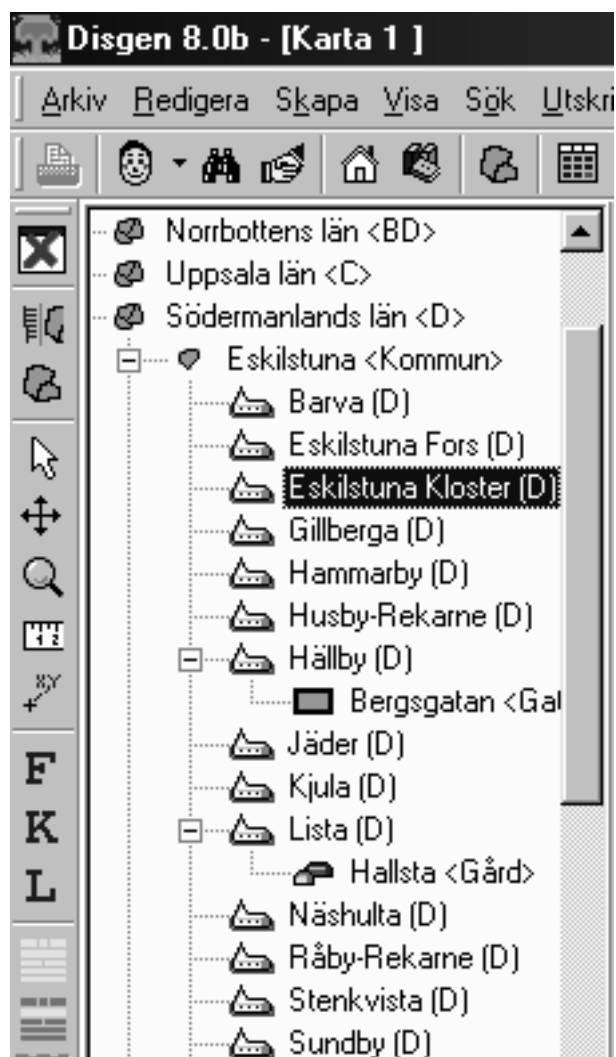 Disgen 8.0b - [Karta 1 ]
Arkiv Redigera Skapa Visa Sök Utskri
Norrbottens län <BD>
Uppsala län <C>
Södermanlands län <D>
Eskilstuna <Kommun>
Barva (D)
Eskilstuna Fors (D)
Eskilstuna Kloster (D)
Gillberga (D)
Hammarby (D)
Husby-Rekarne (D)
Hällby (D)
Bergsgatan <Gat
Jäder (D)
Kjula (D)
Lista (D)
Hallsta <Gård>
Näshulta (D)
Råby-Rekarne (D)
Stenkvista (D)
Sundby (D)
X,Y
F
K
L